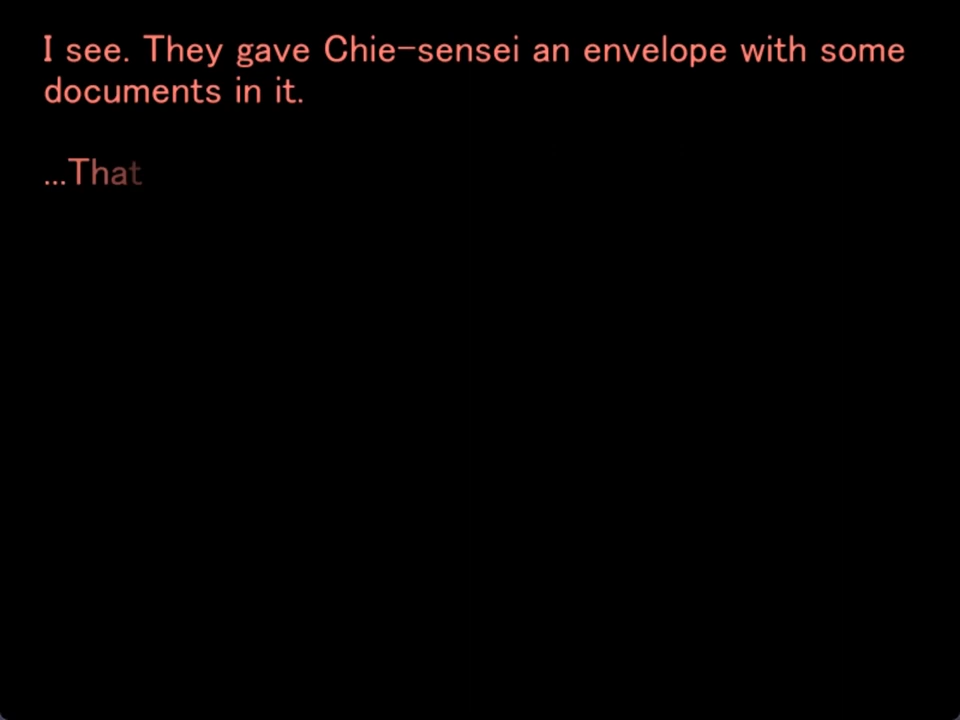 I see. They gave Chie-sensei an envelope with some
documents in it.
...That